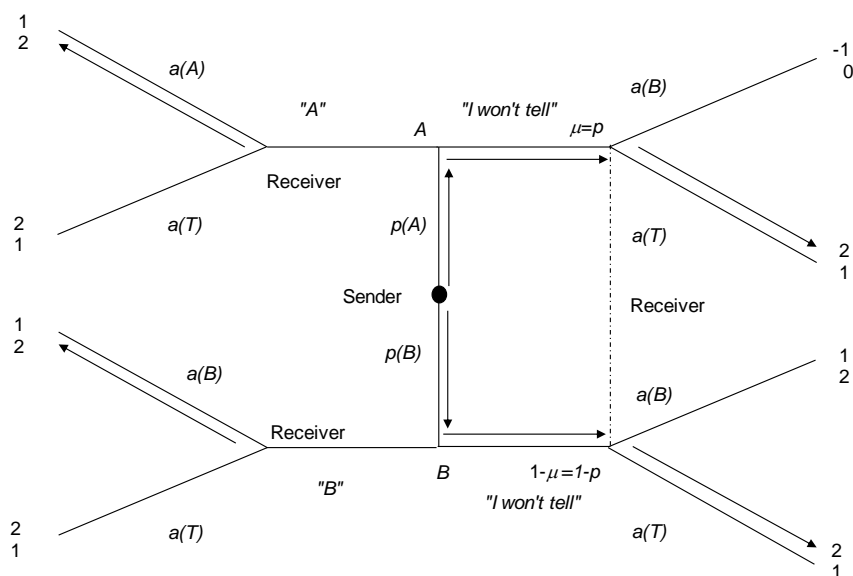 1
2
a(A)
"A"
A
"I won't tell"
μ=p
a(B)
-1
0
Receiver
2
1
a(T)
p(A)
a(T)
2
1
Sender
Receiver
1
2
p(B)
1
2
a(B)
a(B)
Receiver
"B"
B
1-μ=1-p
"I won't tell"
2
1
a(T)
a(T)
2
1